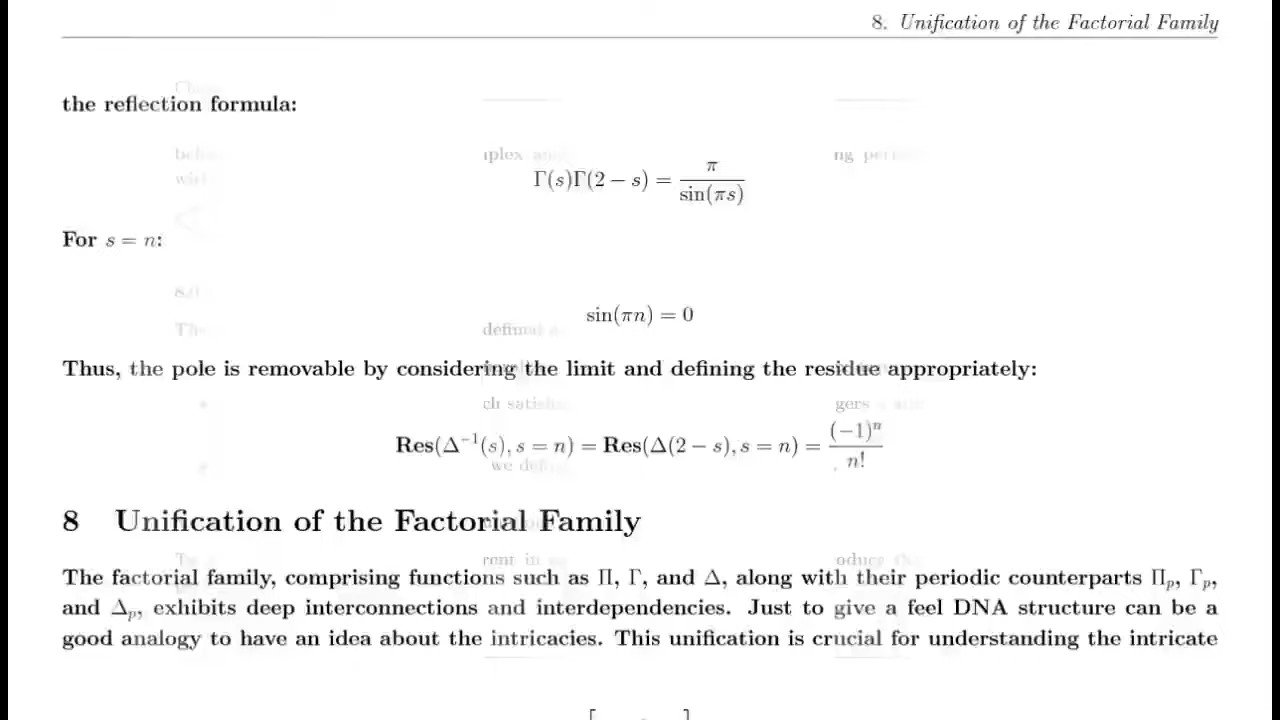 8. Unification of the Factorial Family
the reflection formula:
Γ(s)Γ(2 − s) = π / sin(πs)
For s = n:
sin(πn) = 0
Thus, the pole is removable by considering the limit and defining the residue appropriately:
Res(Δ⁻¹(s), s = n) = Res(Δ(2 − s), s = n) = (−1)ⁿ / n!
8 Unification of the Factorial Family
The factorial family, comprising functions such as Π, Γ, and Δ, along with their periodic counterparts Πₚ, Γₚ,
and Δₚ, exhibits deep interconnections and interdependencies. Just to give a feel DNA structure can be a
good analogy to have an idea about the intricacies. This unification is crucial for understanding the intricate